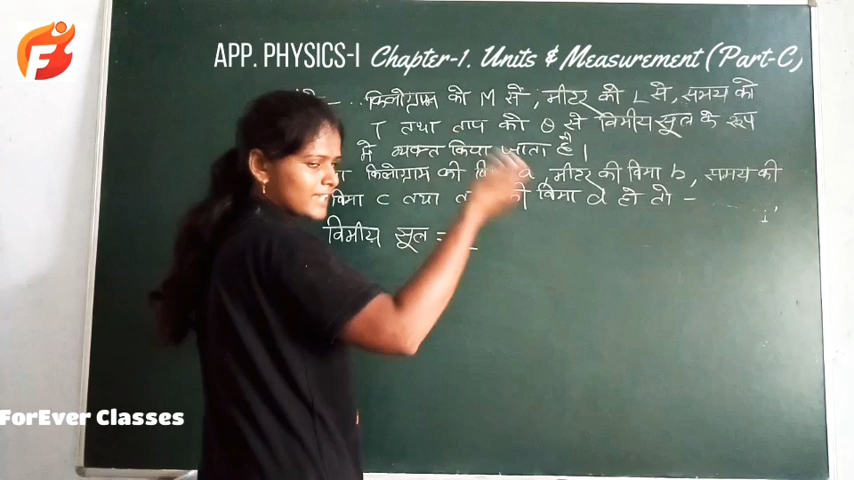 APP. PHYSICS-I Chapter-1. Units & Measurement (Part-C)
किलोग्राम को M से, मीटर को L से, समय को
T तथा ताप को θ से विमीय सूत्र के रूप
मे व्यक्त किया जाता है।
किलोग्राम की a, मीटर की विमा b, समय की
विमा c तथा की विमा d हो तो -
विमीय सूत्र =
ForEver Classes